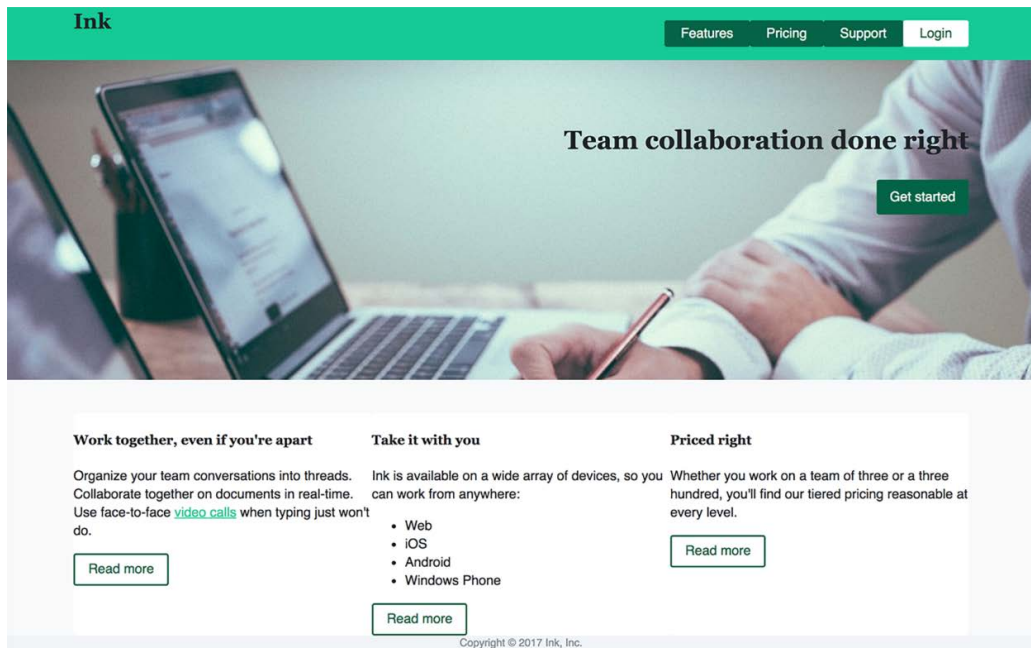 Ink
Features Pricing Support Login
Team collaboration done right
Get started
Work together, even if you're apart
Organize your team conversations into threads.
Collaborate together on documents in real-time.
Use face-to-face video calls when typing just won't
do.
Read more
Take it with you
Ink is available on a wide array of devices, so you
can work from anywhere:
• Web
• iOS
• Android
• Windows Phone
Read more
Priced right
Whether you work on a team of three or a three
hundred, you'll find our tiered pricing reasonable at
every level.
Read more
Copyright © 2017 Ink, Inc.